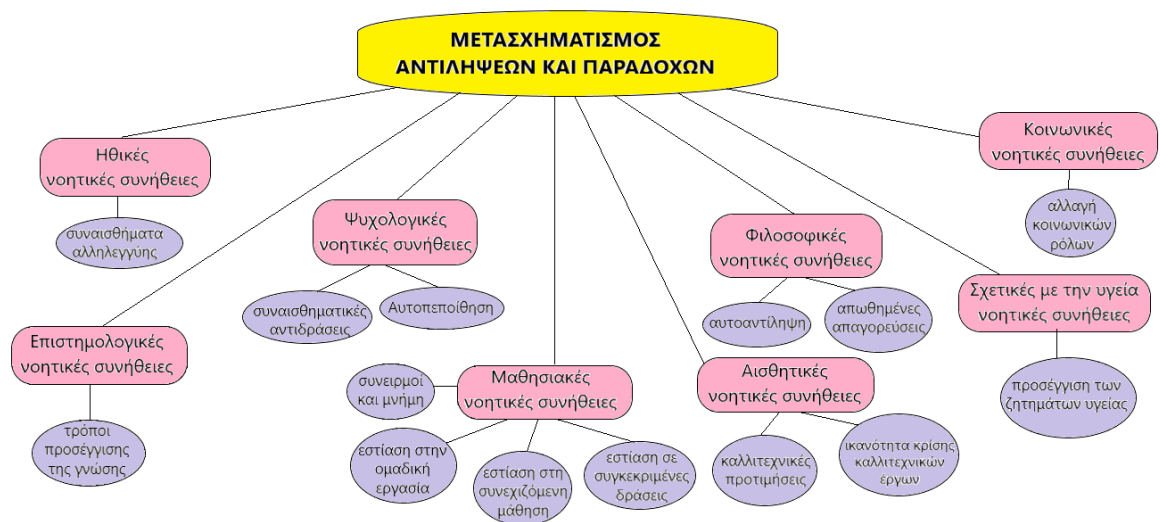 ΜΕΤΑΣΧΗΜΑΤΙΣΜΟΣ
ΑΝΤΙΛΗΨΕΩΝ ΚΑΙ ΠΑΡΑΔΟΧΩΝ
Ηθικές
νοητικές συνήθειες
συναισθήματα
αλληλεγγύης
Επιστημολογικές
νοητικές συνήθειες
τρόποι
προσέγγισης
της γνώσης
Ψυχολογικές
νοητικές συνήθειες
συναισθηματικές
αντιδράσεις
Αυτοπεποίθηση
Μαθησιακές
νοητικές συνήθειες
συνειρμοί
και μνήμη
εστίαση στην
ομαδική
εργασία
εστίαση στη
συνεχιζόμενη
μάθηση
εστίαση σε
συγκεκριμένες
δράσεις
Αισθητικές
νοητικές συνήθειες
καλλιτεχνικές
προτιμήσεις
ικανότητα κρίσης
καλλιτεχνικών
έργων
Φιλοσοφικές
νοητικές συνήθειες
αυτοαντίληψη
απωθημένες
απαγορεύσεις
Σχετικές με την υγεία
νοητικές συνήθειες
προσέγγιση των
ζητημάτων υγείας
Κοινωνικές
νοητικές συνήθειες
αλλαγή
κοινωνικών
ρόλων